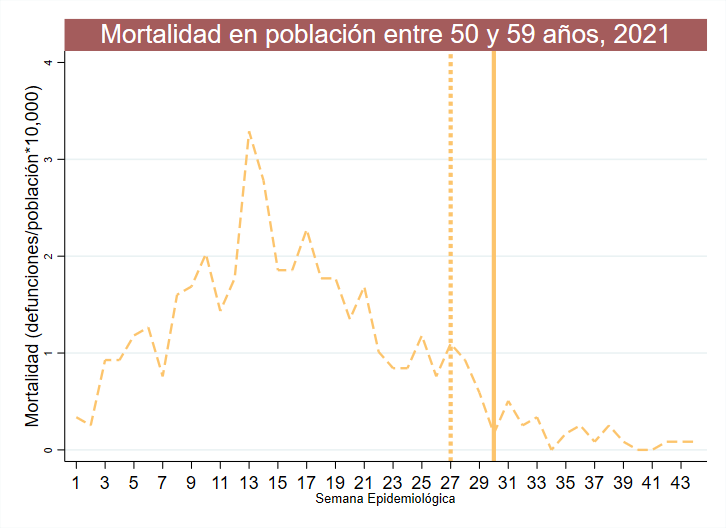 Mortalidad en población entre 50 y 59 años, 2021
Mortalidad (defunciones/población*10,000)
4
3
2
1
0
1 3 5 7 9 11 13 15 17 19 21 23 25 27 29 31 33 35 37 39 41 43
Semana Epidemiológica